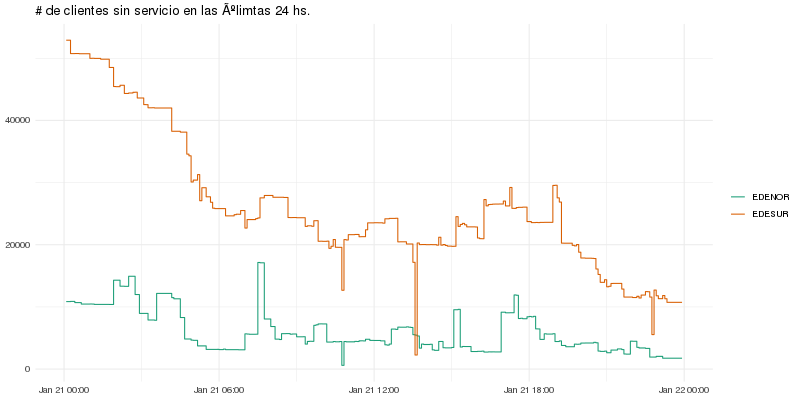 # de clientes sin servicio en las Ãºlimtas 24 hs.
40000
20000
0
Jan 21 00:00
Jan 21 06:00
Jan 21 12:00
Jan 21 18:00
Jan 22 00:00
EDENOR
EDESUR